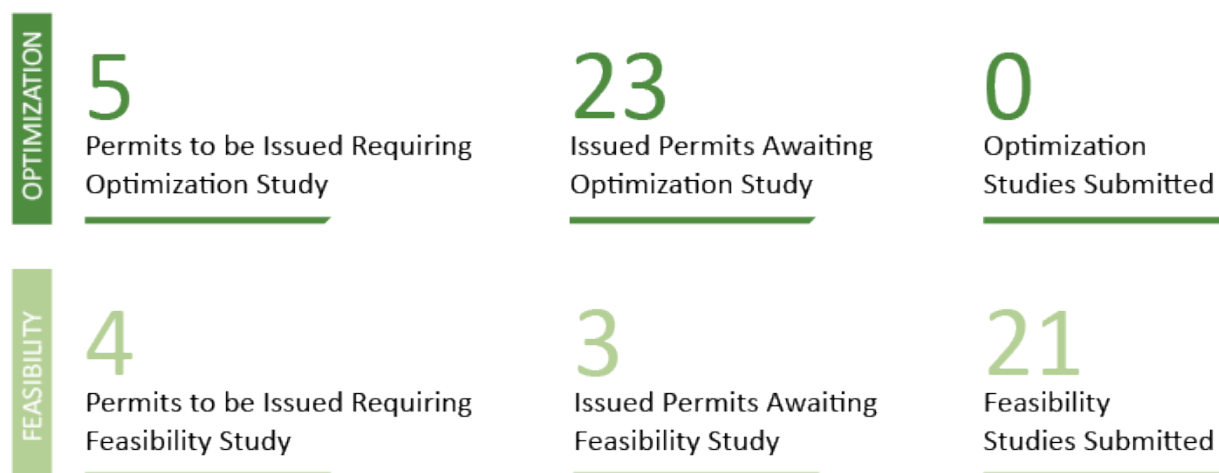 OPTIMIZATION
5
Permits to be Issued Requiring
Optimization Study
23
Issued Permits Awaiting
Optimization Study
0
Optimization
Studies Submitted
FEASIBILITY
4
Permits to be Issued Requiring
Feasibility Study
3
Issued Permits Awaiting
Feasibility Study
21
Feasibility
Studies Submitted